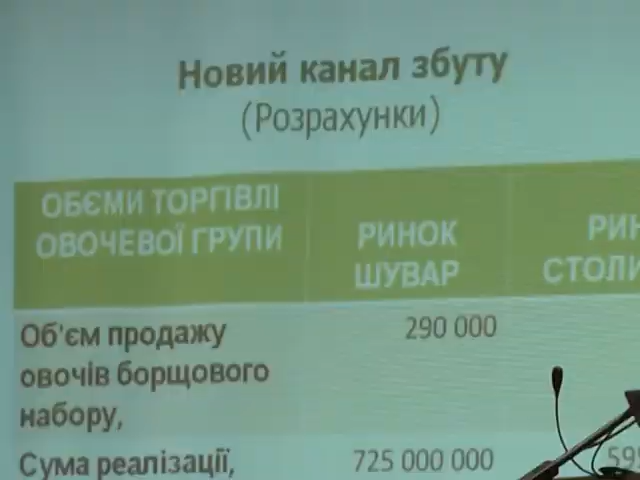 Новий канал збуту
(Розрахунки)
ОБЄМИ ТОРГІВЛІ
ОВОЧЕВОЇ ГРУПИ
РИНОК
ШУВАР
Об'єм продажу
овочів борщового
набору,
290 000
Сума реалізації,
725 000 000